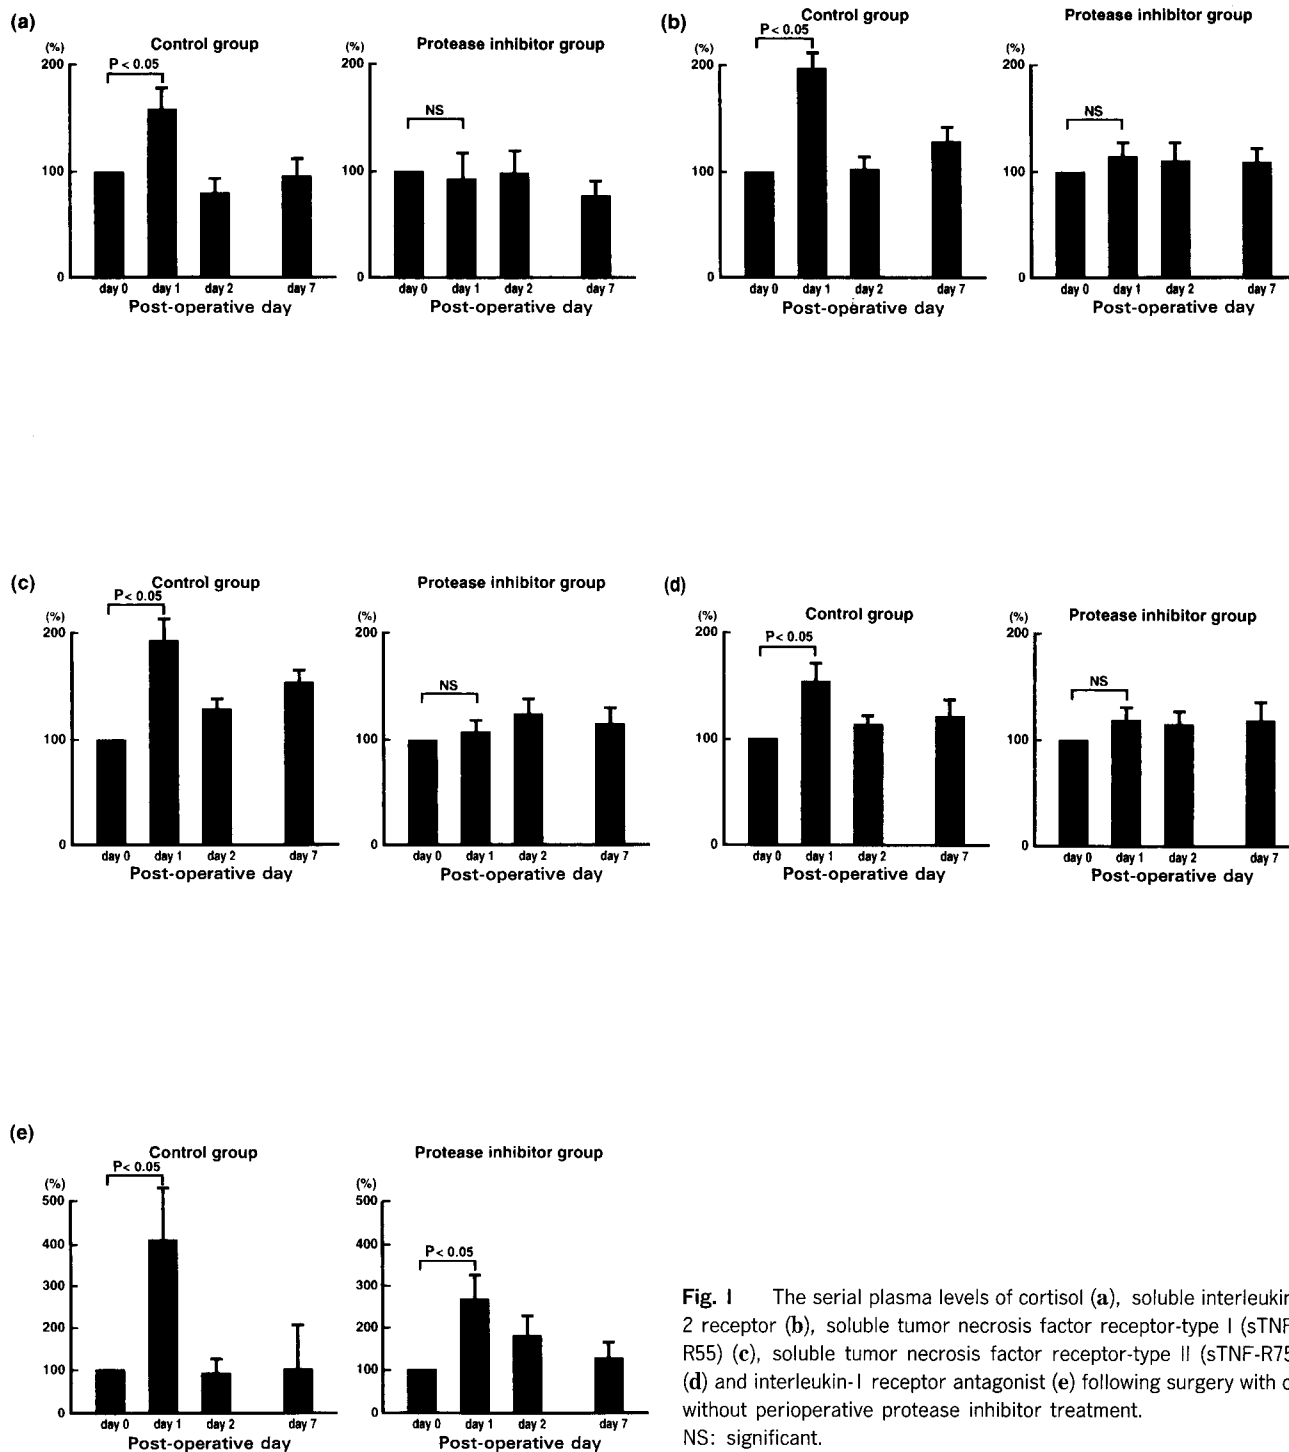 (a)
Control group
(%)
P < 0.05
200
100
0
day 0 day 1 day 2 day 7
Post-operative day
Protease inhibitor group
(%)
NS
200
100
0
day 0 day 1 day 2 day 7
Post-operative day
(b)
Control group
(%)
P < 0.05
200
100
0
day 0 day 1 day 2 day 7
Post-operative day
Protease inhibitor group
(%)
NS
200
100
0
day 0 day 1 day 2 day 7
Post-operative day
(c)
Control group
(%)
P< 0.05
200
100
0
day 0 day 1 day 2 day 7
Post-operative day
Protease inhibitor group
(%)
NS
200
100
0
day 0 day 1 day 2 day 7
Post-operative day
(d)
Control group
(%)
P< 0.05
200
100
0
day 0 day 1 day 2 day 7
Post-operative day
Protease inhibitor group
(%)
NS
200
100
0
day 0 day 1 day 2 day 7
Post-operative day
(e)
Control group
(%)
P< 0.05
500
400
300
200
100
0
day 0 day 1 day 2 day 7
Post-operative day
Protease inhibitor group
(%)
P< 0.05
500
400
300
200
100
0
day 0 day 1 day 2 day 7
Post-operative day
Fig. 1 The serial plasma levels of cortisol (a), soluble interleukin
2 receptor (b), soluble tumor necrosis factor receptor-type I (sTNF
R55) (c), soluble tumor necrosis factor receptor-type II (sTNF-R75
(d) and interleukin-1 receptor antagonist (e) following surgery with
without perioperative protease inhibitor treatment.
NS: significant.